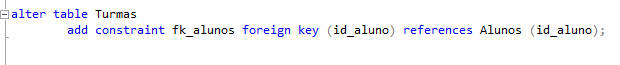 alter table Turmas
add constraint fk_alunos foreign key (id_aluno) references Alunos (id_aluno);